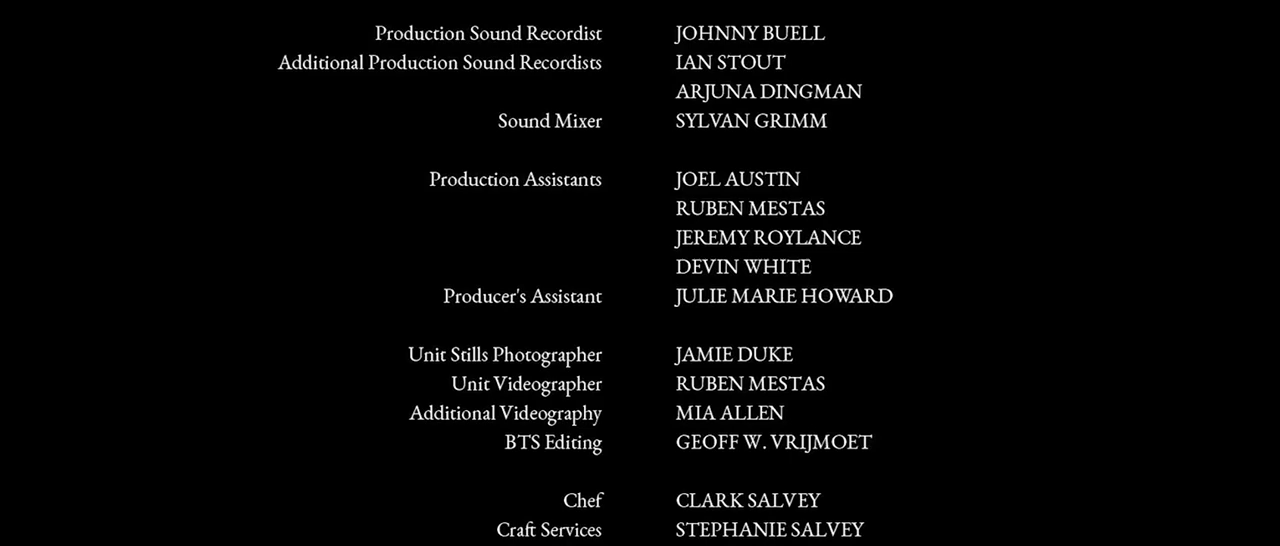 Production Sound Recordist JOHNNY BUELL
Additional Production Sound Recordists IAN STOUT
ARJUNA DINGMAN
Sound Mixer SYLVAN GRIMM
Production Assistants JOEL AUSTIN
RUBEN MESTAS
JEREMY ROYLANCE
DEVIN WHITE
Producer's Assistant JULIE MARIE HOWARD
Unit Stills Photographer JAMIE DUKE
Unit Videographer RUBEN MESTAS
Additional Videography MIA ALLEN
BTS Editing GEOFF W. VRIJMOET
Chef CLARK SALVEY
Craft Services STEPHANIE SALVEY